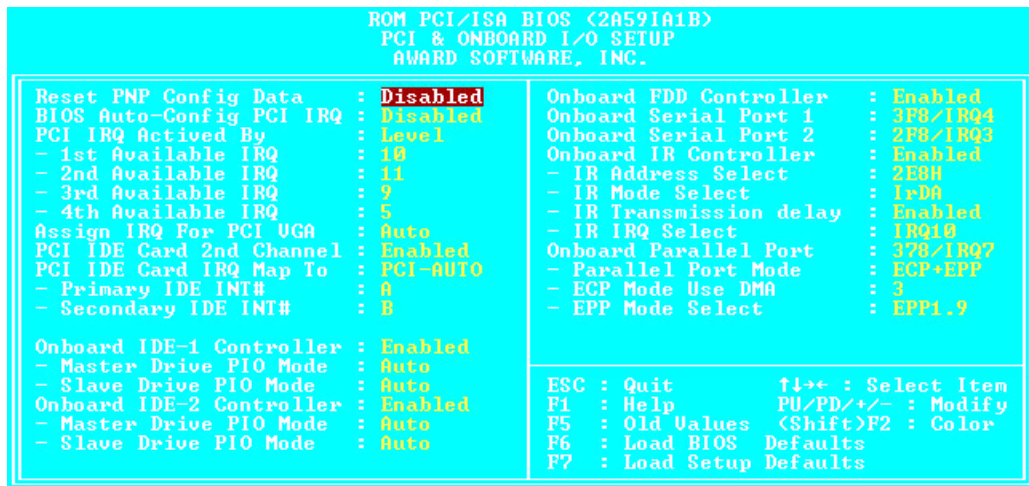 ROM PCI/ISA BIOS (2A59IA1B)
PCI & ONBOARD I/O SETUP
AWARD SOFTWARE, INC.
Reset PNP Config Data : Disabled
BIOS Auto-Config PCI IRQ : Disabled
PCI IRQ Actived By : Level
- 1st Available IRQ : 10
- 2nd Available IRQ : 11
- 3rd Available IRQ : 9
- 4th Available IRQ : 5
Assign IRQ For PCI VGA : Auto
PCI IDE Card 2nd Channel : Enabled
PCI IDE Card IRQ Map To : PCI-AUTO
- Primary IDE INT# : A
- Secondary IDE INT# : B
Onboard IDE-1 Controller : Enabled
- Master Drive PIO Mode : Auto
- Slave Drive PIO Mode : Auto
Onboard IDE-2 Controller : Enabled
- Master Drive PIO Mode : Auto
- Slave Drive PIO Mode : Auto
Onboard FDD Controller : Enabled
Onboard Serial Port 1 : 3F8/IRQ4
Onboard Serial Port 2 : 2F8/IRQ3
Onboard IR Controller : Enabled
- IR Address Select : 2E8H
- IR Mode Select : IrDA
- IR Transmission delay : Enabled
- IR IRQ Select : IRQ10
Onboard Parallel Port : 378/IRQ7
- Parallel Port Mode : ECP+EPP
- ECP Mode Use DMA : 3
- EPP Mode Select : EPP1.9
ESC : Quit ↑↓→← : Select Item
F1 : Help PU/PD/+/- : Modify
F5 : Old Values (Shift)F2 : Color
F6 : Load BIOS Defaults
F7 : Load Setup Defaults